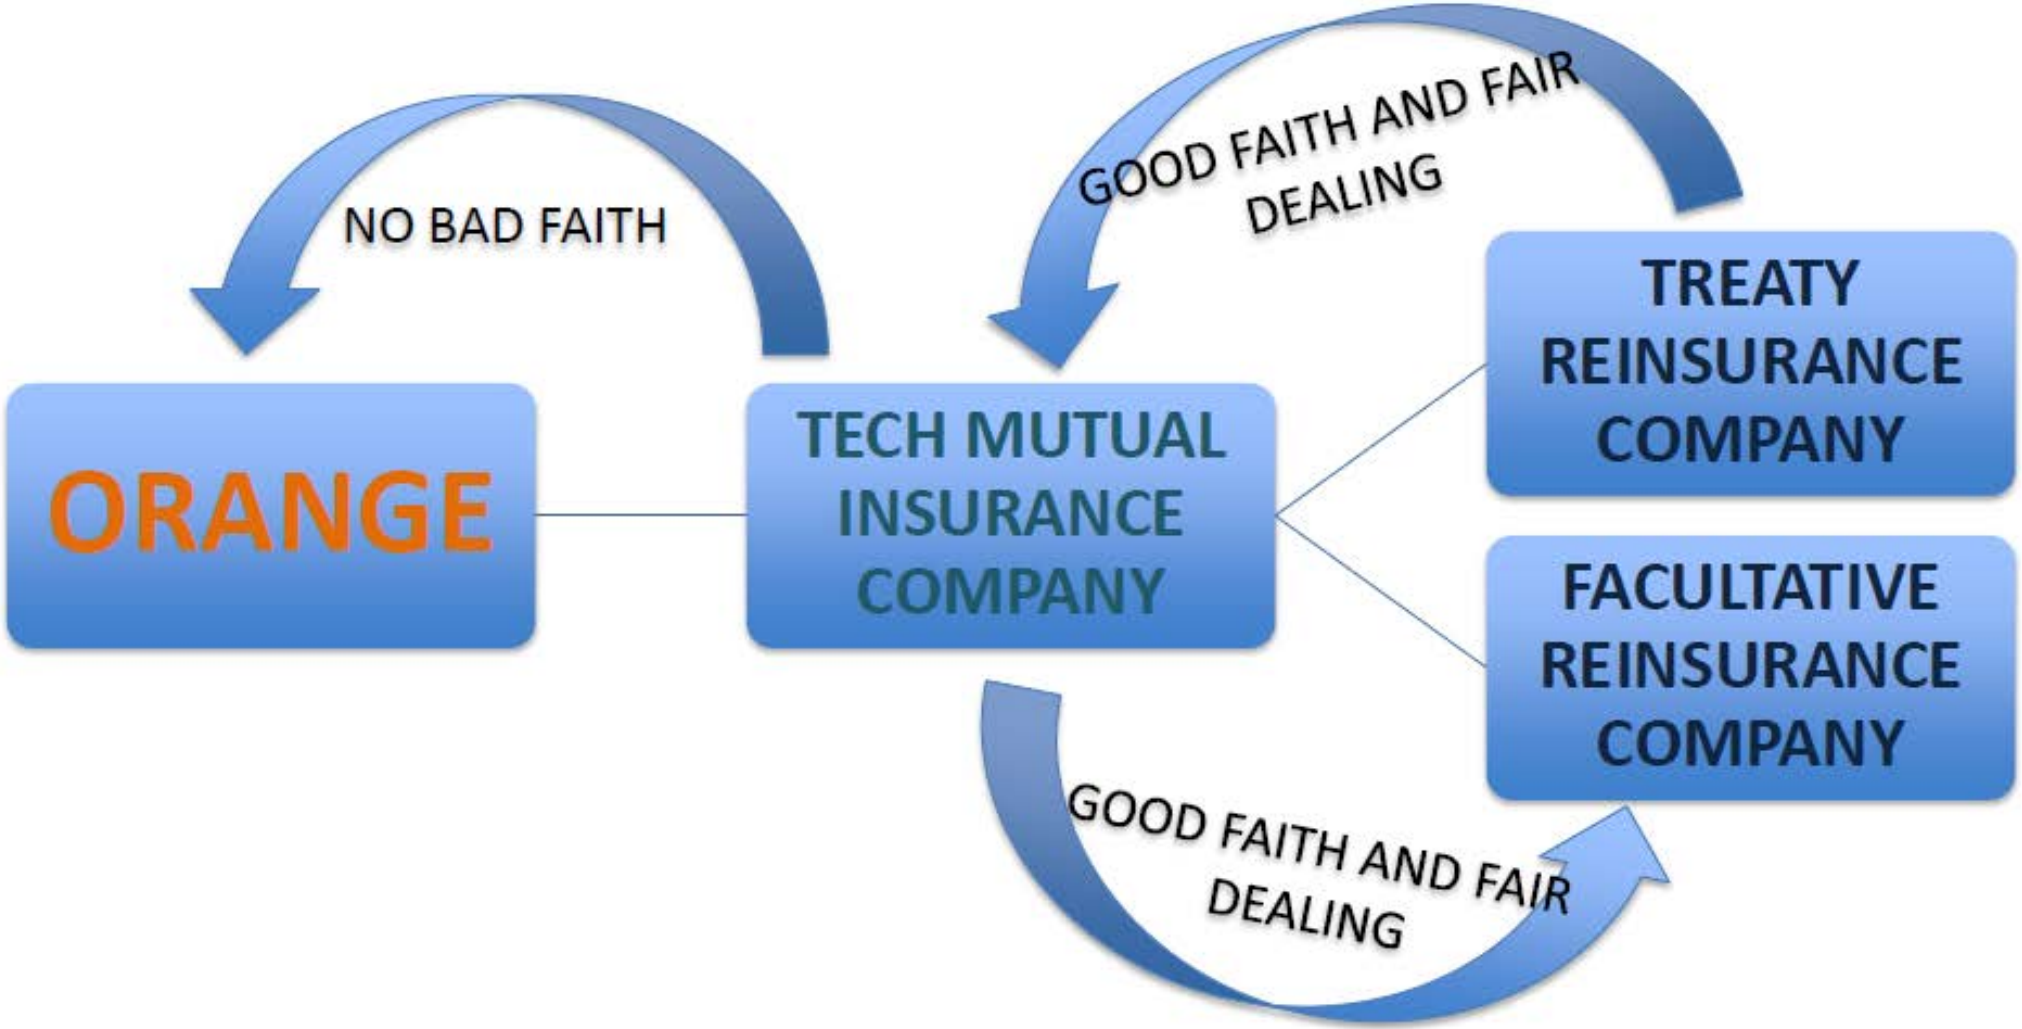 GOOD FAITH AND FAIR
DEALING
NO BAD FAITH
TREATY
REINSURANCE
COMPANY
ORANGE
TECH MUTUAL
INSURANCE
COMPANY
FACULTATIVE
REINSURANCE
COMPANY
GOOD FAITH AND FAIR
DEALING